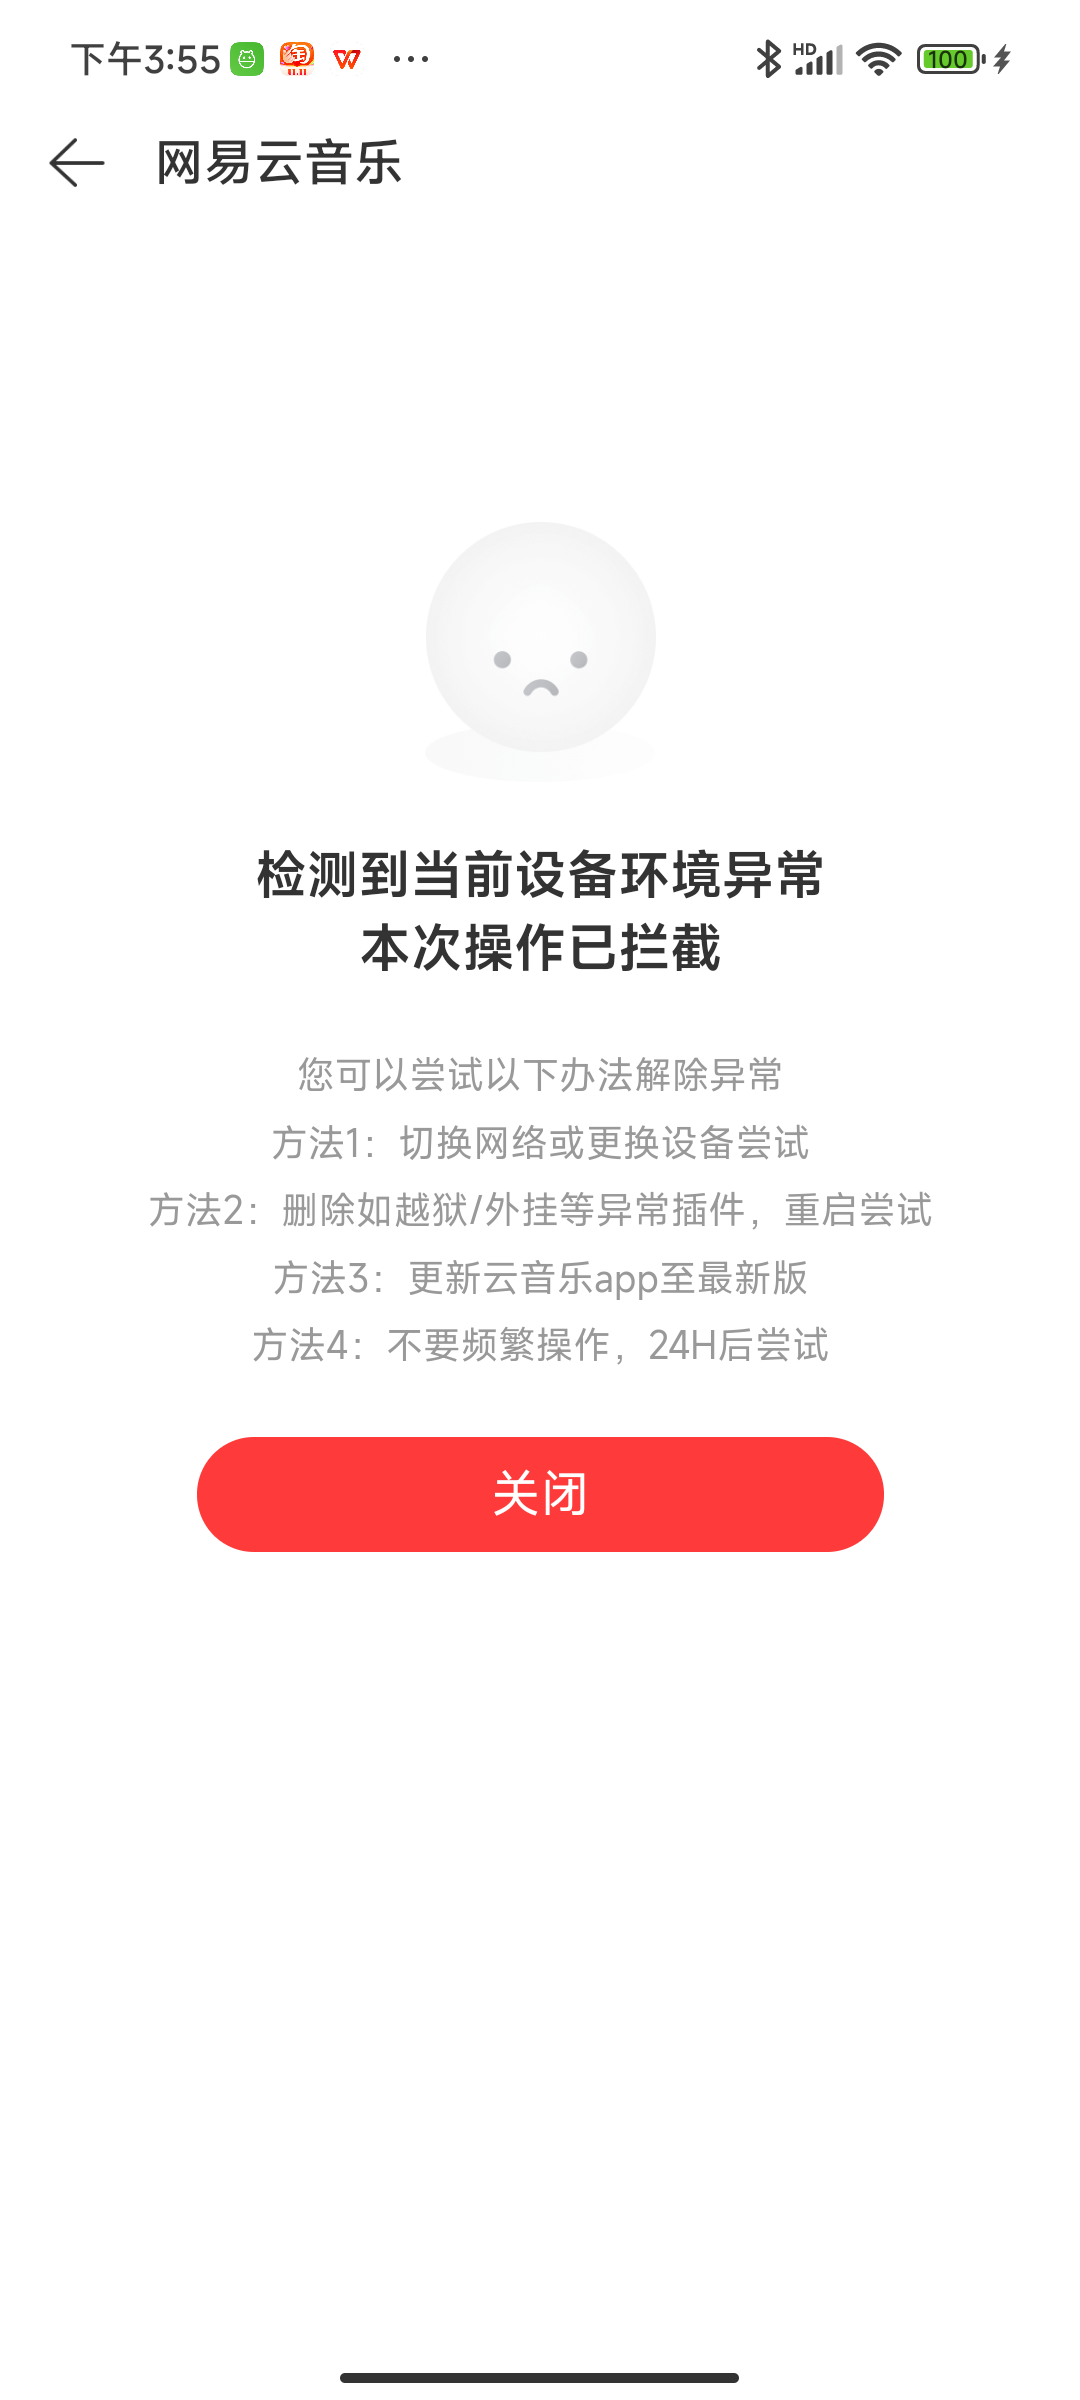 下午3:55
HD
100
网易云音乐
检测到当前设备环境异常
本次操作已拦截
您可以尝试以下办法解除异常
方法1：切换网络或更换设备尝试
方法2：删除如越狱/外挂等异常插件，重启尝试
方法3：更新云音乐app至最新版
方法4：不要频繁操作，24H后尝试
关闭